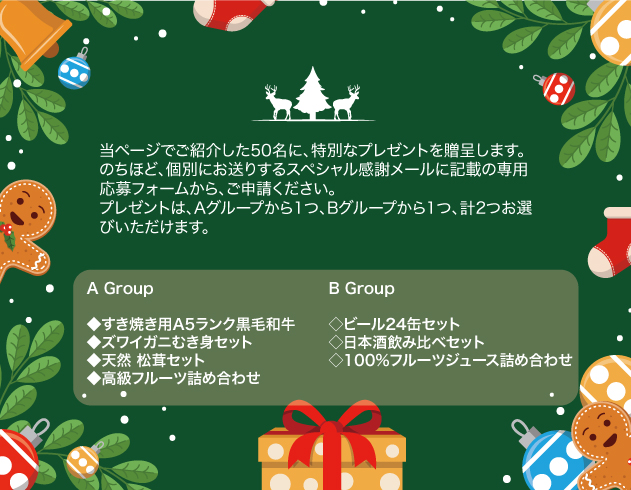 当ページでご紹介した50名に、特別なプレゼントを贈呈します。
のちほど、個別にお送りするスペシャル感謝メールに記載の専用
応募フォームから、ご申請ください。
プレゼントは、Aグループから1つ、Bグループから1つ、計2つお選
びいただけます。
A Group
◆すき焼き用A5ランク黒毛和牛
◆ズワイガニむき身セット
◆天然 松茸セット
◆高級フルーツ詰め合わせ
B Group
◇ビール24缶セット
◇日本酒飲み比べセット
◇100%フルーツジュース詰め合わせ